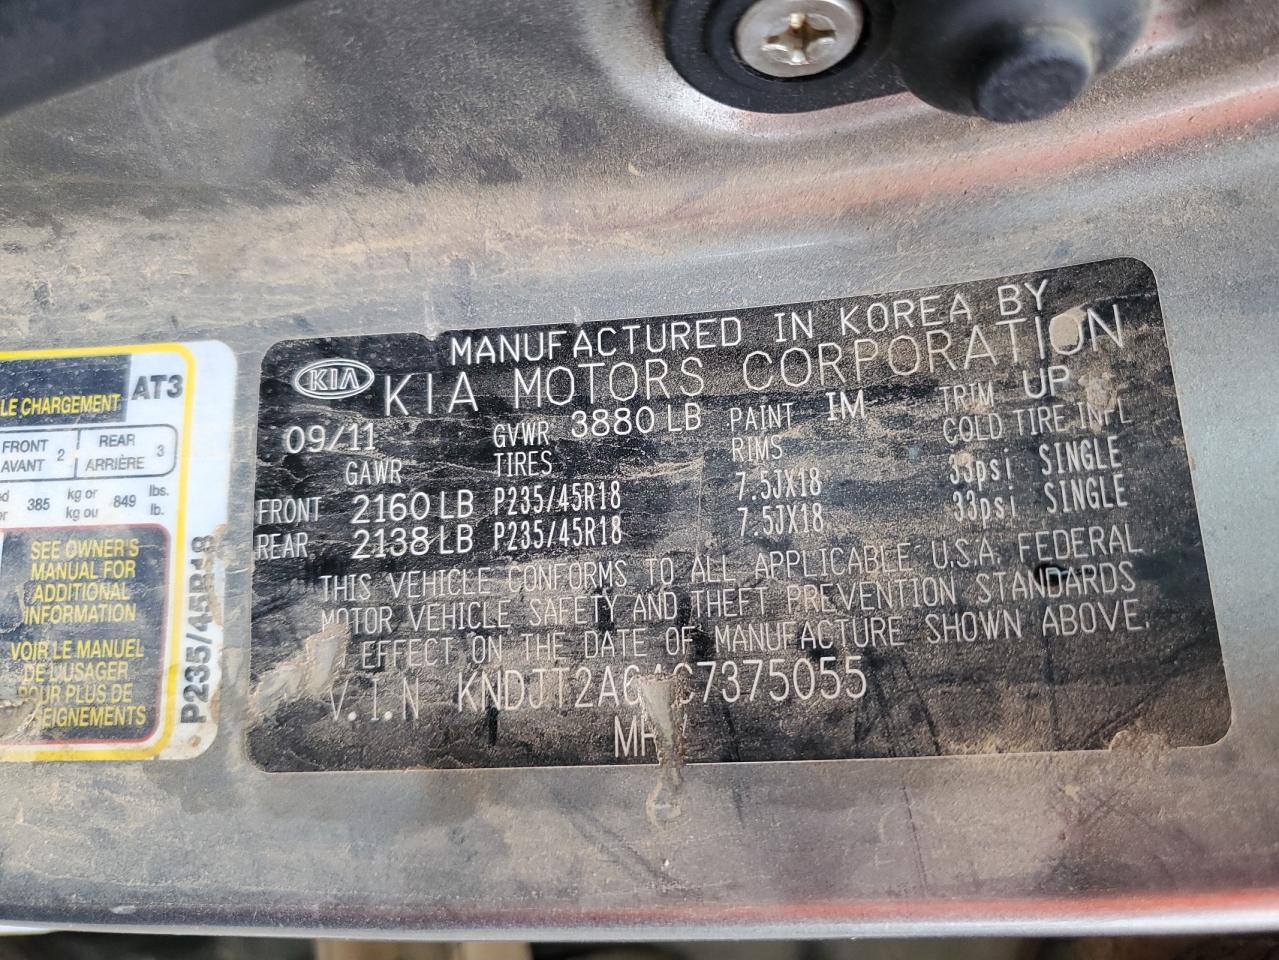 LE CHARGEMENT AT3
FRONT
AVANT 2
REAR
ARRIÈRE 3
385 kg or
kg ou 849 lbs.
lb.
SEE OWNER'S
MANUAL FOR
ADDITIONAL
INFORMATION
VOIR LE MANUEL
DE L'USAGER
POUR PLUS DE
P235/45R18
KIA
MANUFACTURED IN KOREA BY
KIA MOTORS CORPORATION
09/11 GVWR 3880 LB PAINT IM TRIM UP
GAWR TIRES RIMS COLD TIRE INFL
FRONT 2160 LB P235/45R18 7.5JX18 33psi SINGLE
REAR 2138 LB P235/45R18 7.5JX18 33psi SINGLE
THIS VEHICLE CONFORMS TO ALL APPLICABLE U.S.A. FEDERAL
MOTOR VEHICLE SAFETY AND THEFT PREVENTION STANDARDS
EFFECT ON THE DATE OF MANUFACTURE SHOWN ABOVE.
V.I.N